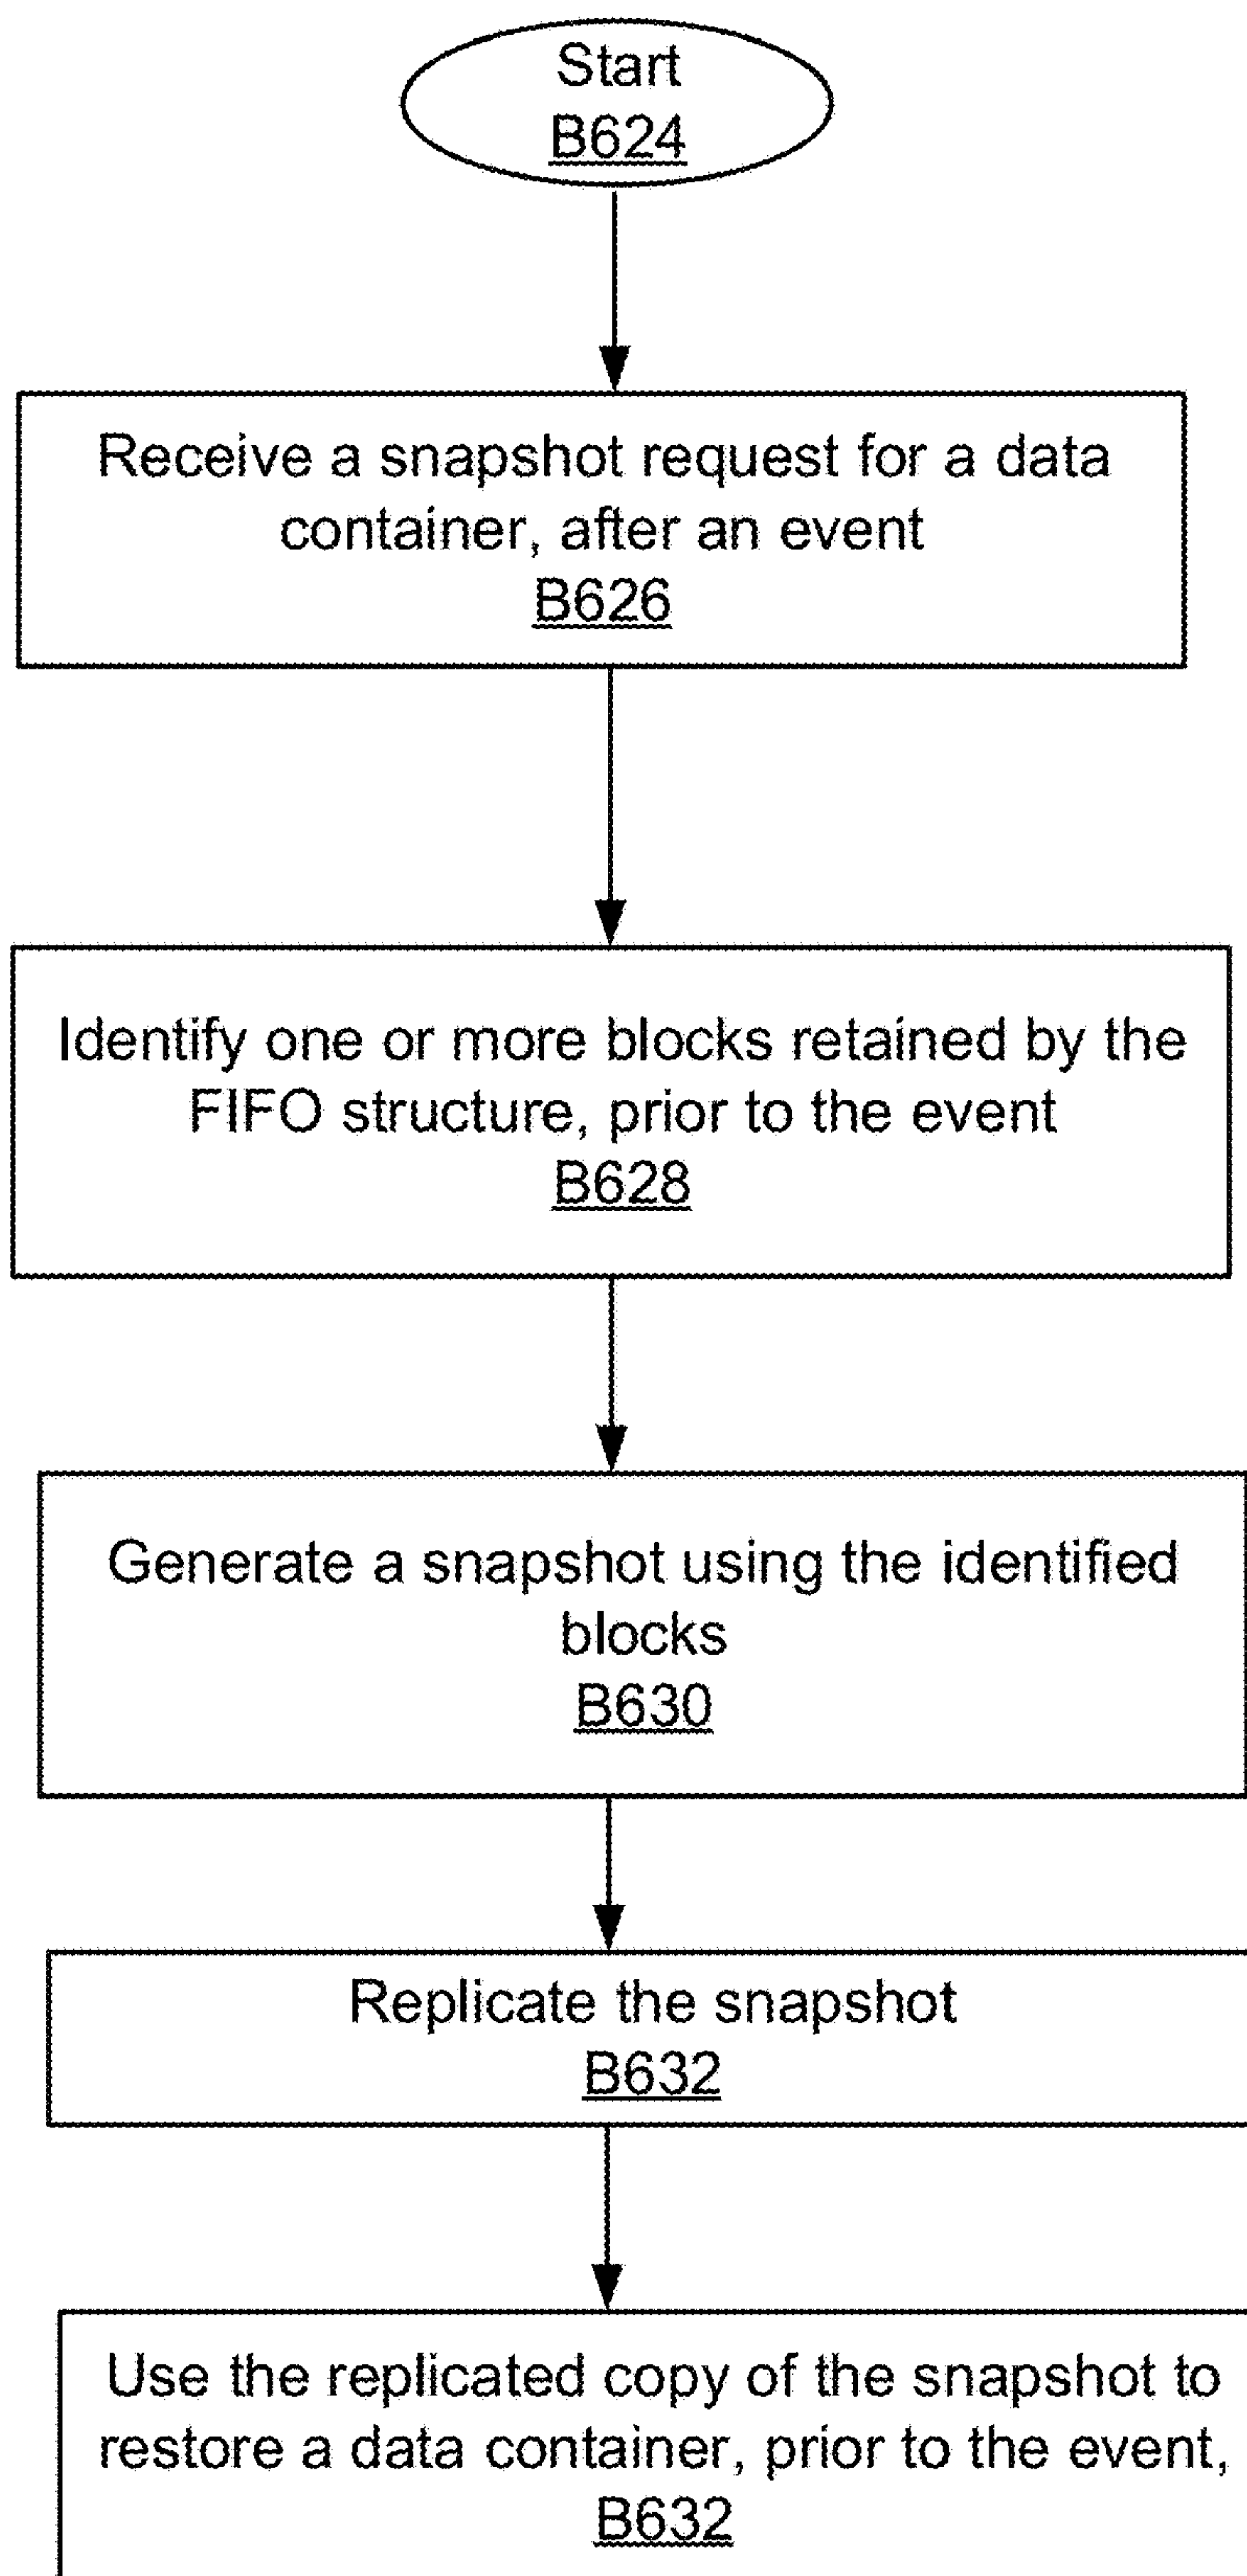 Start
B624
Receive a snapshot request for a data
container, after an event
B626
Identify one or more blocks retained by the
FIFO structure, prior to the event
B628
Generate a snapshot using the identified
blocks
B630
Replicate the snapshot
B632
Use the replicated copy of the snapshot to
restore a data container, prior to the event,
B632